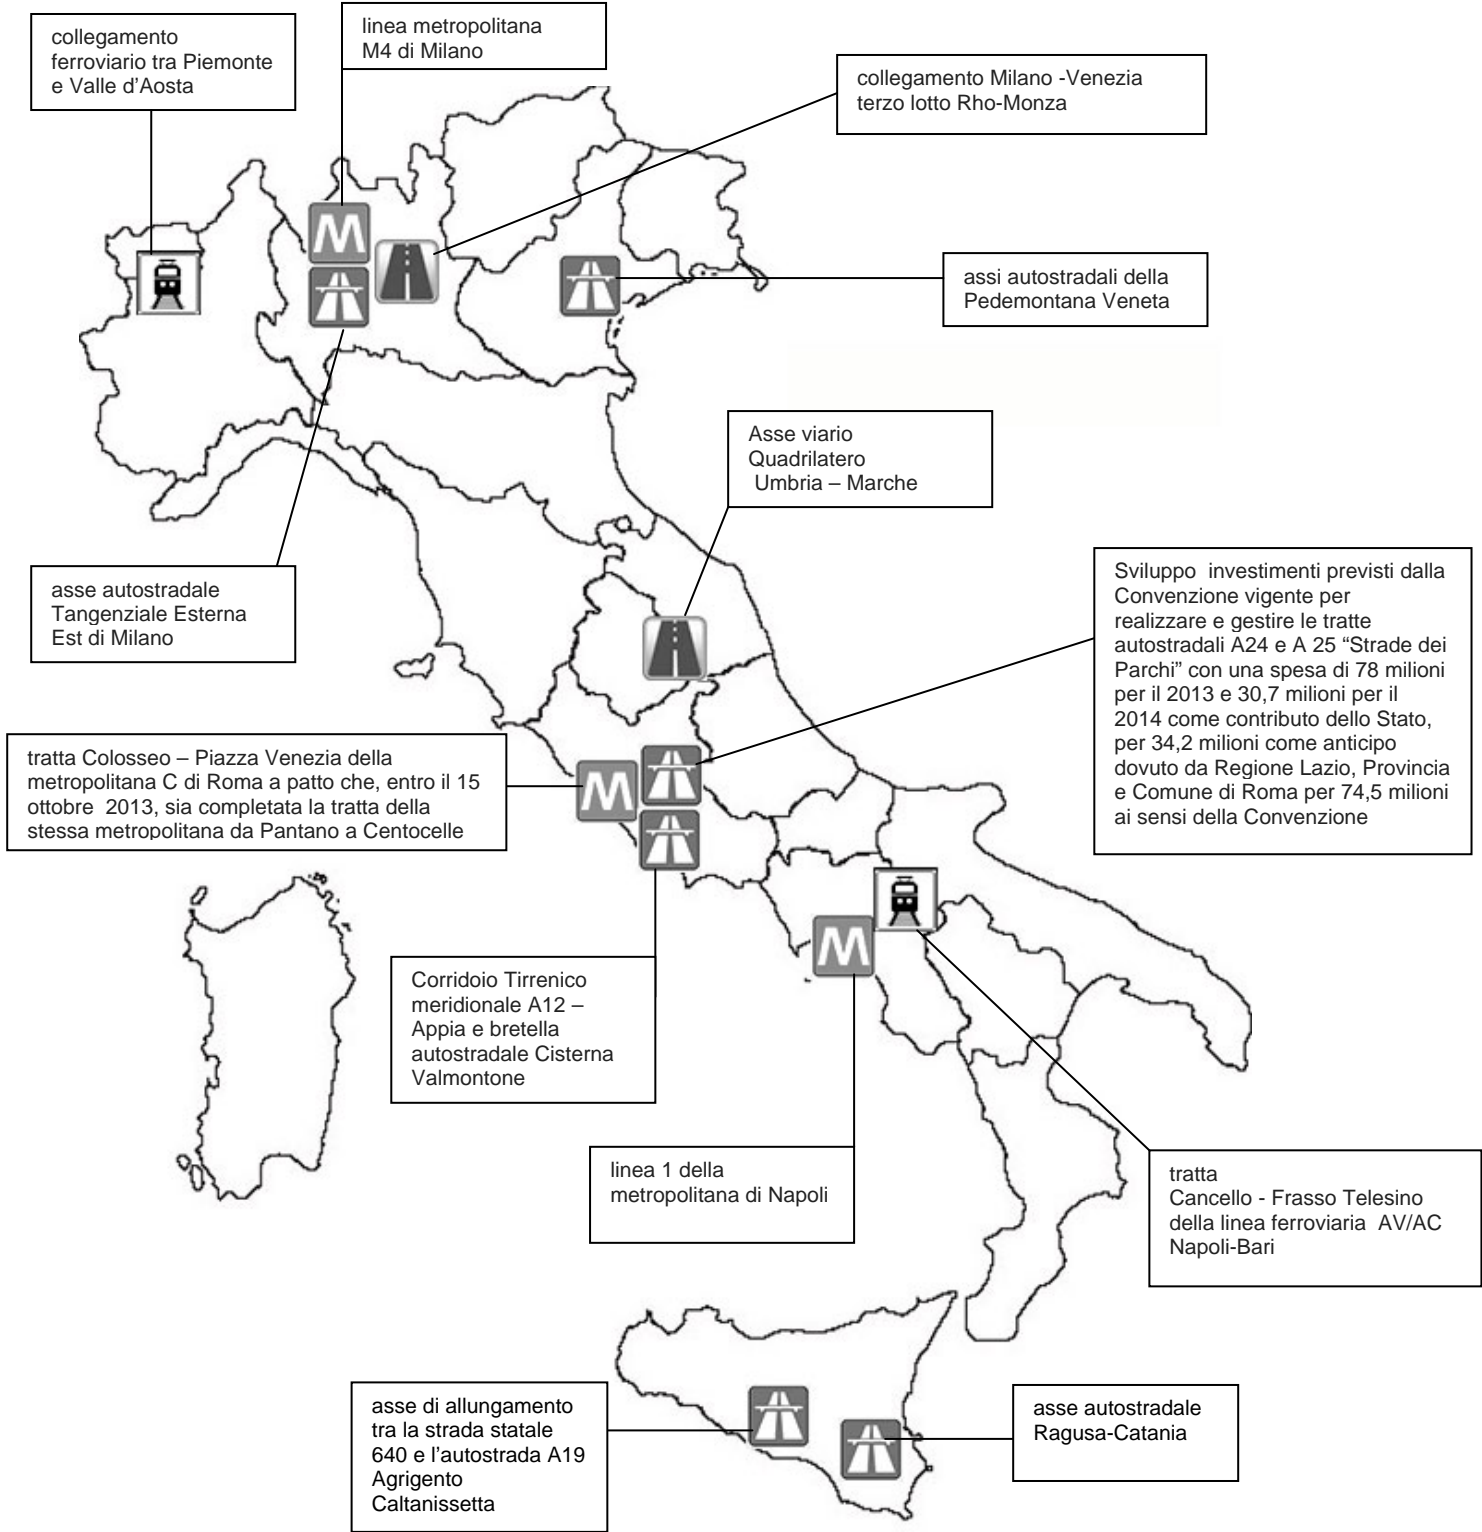 collegamento
ferroviario tra Piemonte
e Valle d'Aosta
linea metropolitana
M4 di Milano
collegamento Milano -Venezia
terzo lotto Rho-Monza
M
assi autostradali della
Pedemontana Veneta
Asse viario
Quadrilatero
Umbria – Marche
asse autostradale
Tangenziale Esterna
Est di Milano
Sviluppo investimenti previsti dalla
Convenzione vigente per
realizzare e gestire le tratte
autostradali A24 e A 25 “Strade dei
Parchi” con una spesa di 78 milioni
per il 2013 e 30,7 milioni per il
2014 come contributo dello Stato,
per 34,2 milioni come anticipo
dovuto da Regione Lazio, Provincia
e Comune di Roma per 74,5 milioni
ai sensi della Convenzione
tratta Colosseo – Piazza Venezia della
metropolitana C di Roma a patto che, entro il 15
ottobre 2013, sia completata la tratta della
stessa metropolitana da Pantano a Centocelle
M
M
Corridoio Tirrenico
meridionale A12 –
Appia e bretella
autostradale Cisterna
Valmontone
linea 1 della
metropolitana di Napoli
tratta
Cancello - Frasso Telesino
della linea ferroviaria AV/AC
Napoli-Bari
asse di allungamento
tra la strada statale
640 e l'autostrada A19
Agrigento
Caltanissetta
asse autostradale
Ragusa-Catania